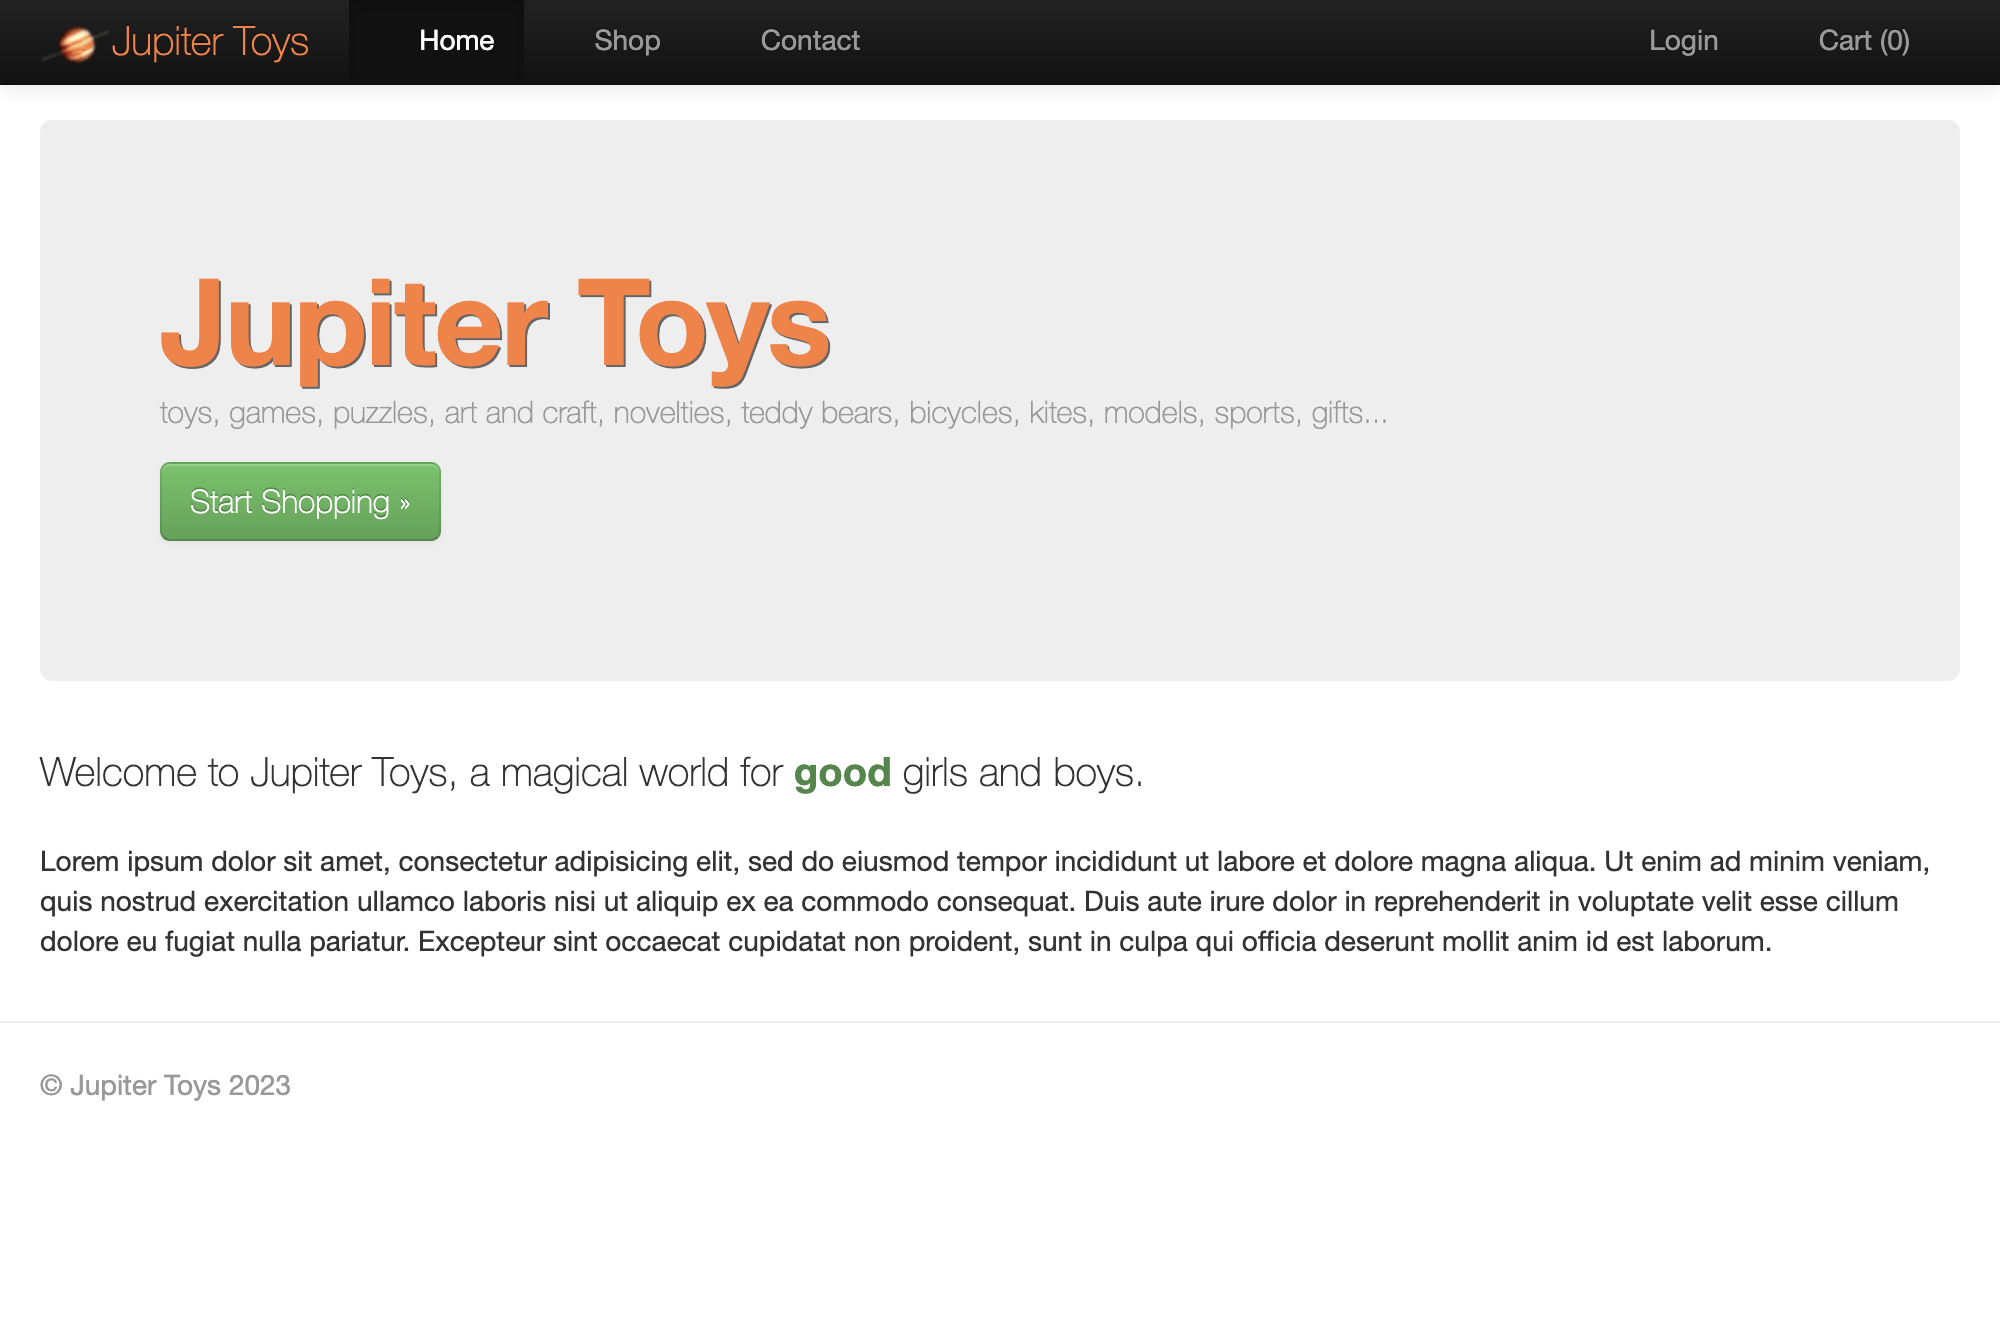 Jupiter Toys Home Shop Contact Login Cart (0)
Jupiter Toys
toys, games, puzzles, art and craft, novelties, teddy bears, bicycles, kites, models, sports, gifts...
Start Shopping »
Welcome to Jupiter Toys, a magical world for good girls and boys.
Lorem ipsum dolor sit amet, consectetur adipisicing elit, sed do eiusmod tempor incididunt ut labore et dolore magna aliqua. Ut enim ad minim veniam,
quis nostrud exercitation ullamco laboris nisi ut aliquip ex ea commodo consequat. Duis aute irure dolor in reprehenderit in voluptate velit esse cillum
dolore eu fugiat nulla pariatur. Excepteur sint occaecat cupidatat non proident, sunt in culpa qui officia deserunt mollit anim id est laborum.
© Jupiter Toys 2023